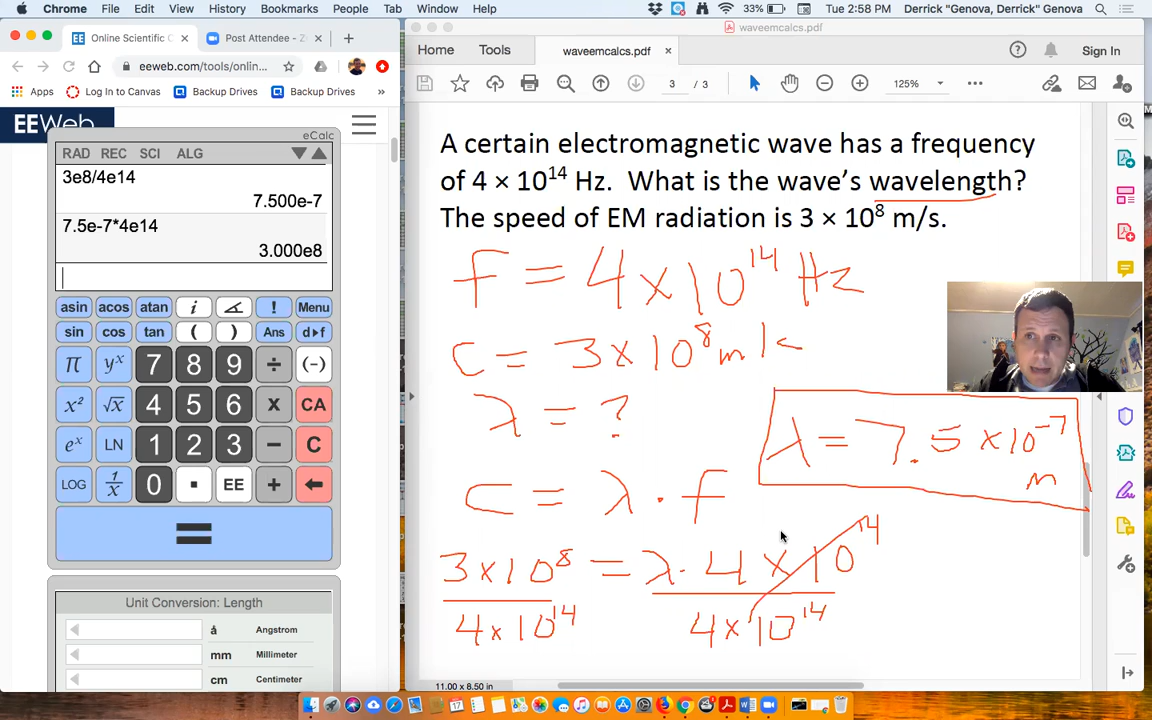 Chrome File Edit View History Bookmarks People Tab Window Help 33% Tue 2:58 PM Derrick "Genova, Derrick" Genova
Online Scientific C
Post Attendee - Z
eeweb.com/tools/onlin...
Apps Log In to Canvas Backup Drives Backup Drives »
EEWeb
eCalc
RAD REC SCI ALG
3e8/4e14
7.500e-7
7.5e-7*4e14
3.000e8
asin acos atan i ∠ ! Menu
sin cos tan ( ) Ans d▸f
π yˣ 7 8 9 ÷ (−)
x² √x 4 5 6 x CA
eˣ LN 1 2 3 − C
LOG 1/x 0 . EE +
=
Unit Conversion: Length
å Angstrom
mm Millimeter
cm Centimeter
waveemcalcs.pdf
Home Tools waveemcalcs.pdf × Sign In
3 / 3 125%
A certain electromagnetic wave has a frequency
of 4 × 10¹⁴ Hz. What is the wave's wavelength?
The speed of EM radiation is 3 × 10⁸ m/s.
f = 4 x 10¹⁴ Hz
c = 3 x 10⁸ m/s
λ = ?
λ = 7.5 x 10⁻⁷
m
c = λ · f
3 x 10⁸ = λ · 4 x 10¹⁴
4 x 10¹⁴ 4 x 10¹⁴
11.00 x 8.50 in
17